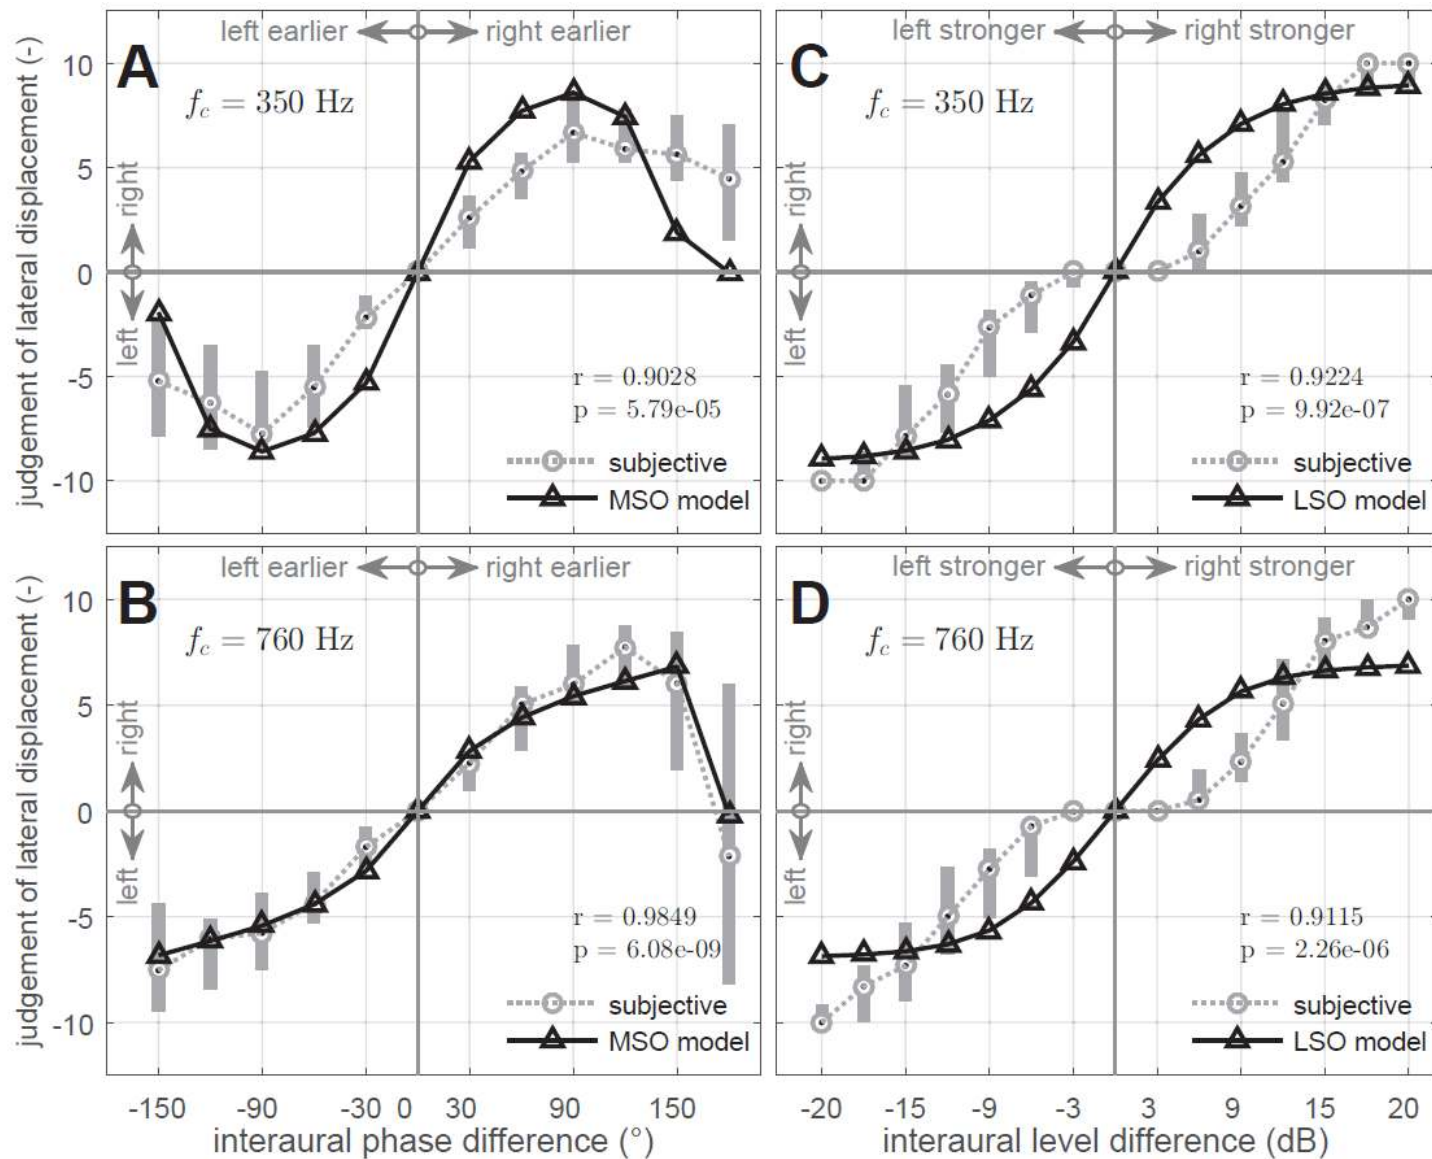 judgement of lateral displacement (-)
A
left earlier
right earlier
f_c = 350 Hz
10
5
0
-5
-10
right
left
r = 0.9028
p = 5.79e-05
subjective
MSO model
C
left stronger
right stronger
f_c = 350 Hz
right
left
r = 0.9224
p = 9.92e-07
subjective
LSO model
judgement of lateral displacement (-)
B
left earlier
right earlier
f_c = 760 Hz
10
5
0
-5
-10
right
left
r = 0.9849
p = 6.08e-09
subjective
MSO model
-150 -90 -30 0 30 90 150
interaural phase difference (°)
D
left stronger
right stronger
f_c = 760 Hz
right
left
r = 0.9115
p = 2.26e-06
subjective
LSO model
-20 -15 -9 -3 3 9 15 20
interaural level difference (dB)